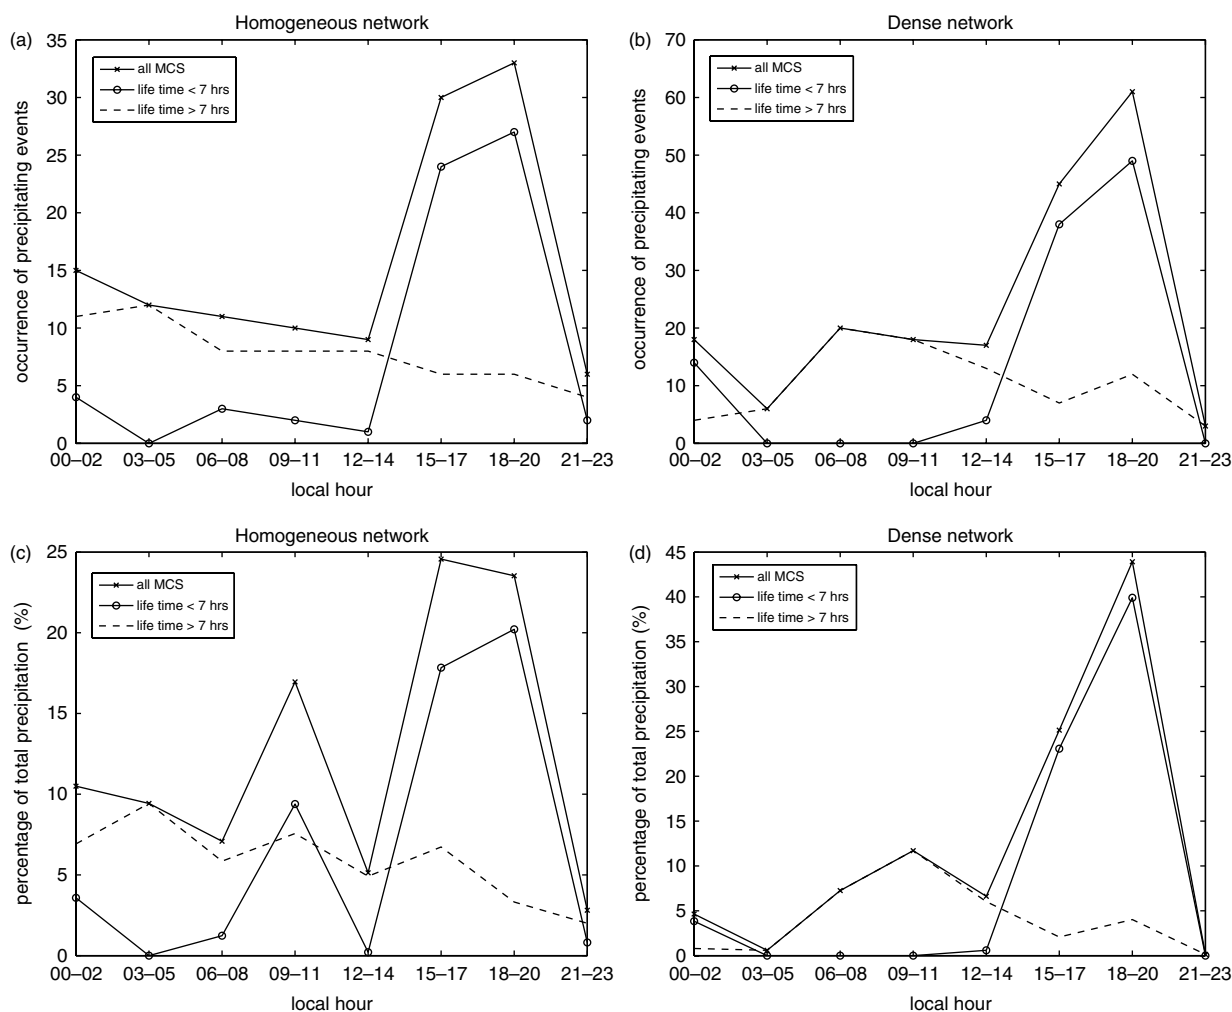 Homogeneous network
(a)
35
30
25
20
15
10
5
0
occurrence of precipitating events
all MCS
life time < 7 hrs
life time > 7 hrs
00–02 03–05 06–08 09–11 12–14 15–17 18–20 21–23
local hour
Dense network
(b)
70
60
50
40
30
20
10
0
occurrence of precipitating events
all MCS
life time < 7 hrs
life time > 7 hrs
00–02 03–05 06–08 09–11 12–14 15–17 18–20 21–23
local hour
Homogeneous network
(c)
25
20
15
10
5
0
percentage of total precipitation (%)
all MCS
life time < 7 hrs
life time > 7 hrs
00–02 03–05 06–08 09–11 12–14 15–17 18–20 21–23
local hour
Dense network
(d)
45
40
35
30
25
20
15
10
5
0
percentage of total precipitation (%)
all MCS
life time < 7 hrs
life time > 7 hrs
00–02 03–05 06–08 09–11 12–14 15–17 18–20 21–23
local hour